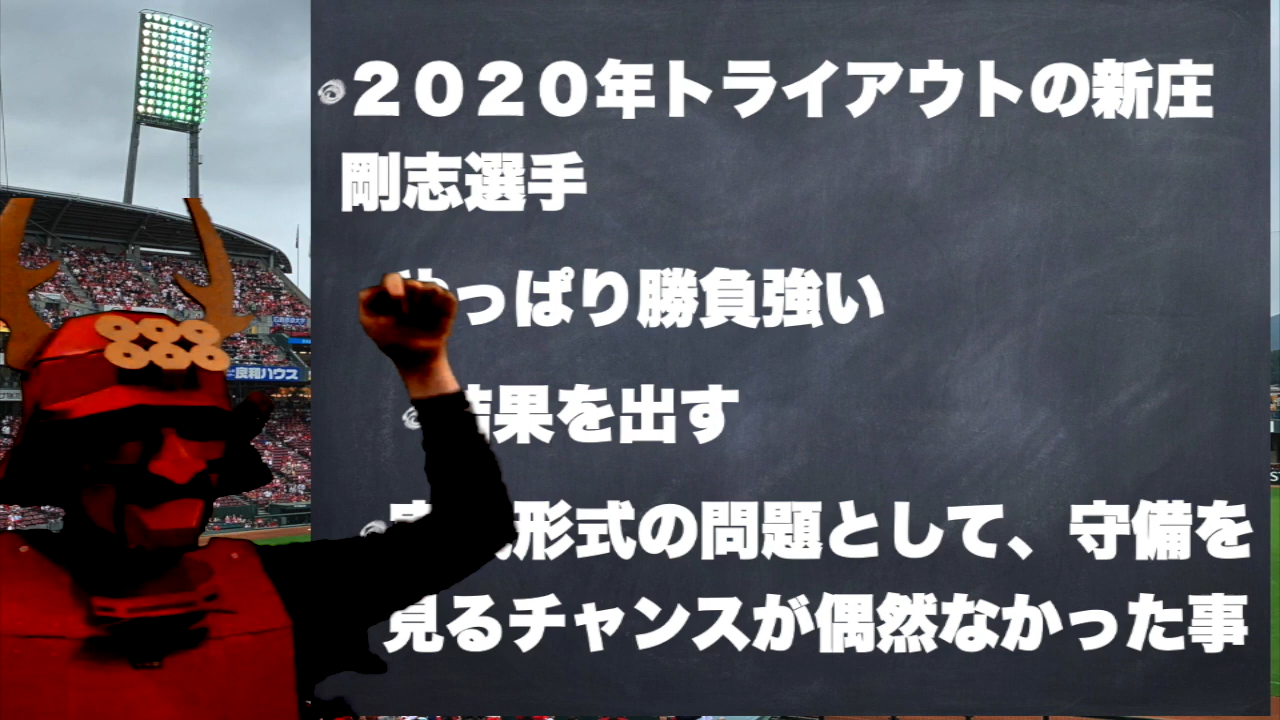 ２０２０年トライアウトの新庄
剛志選手
やっぱり勝負強い
結果を出す
形式の問題として、守備を
見るチャンスが偶然なかった事
良和ハウス